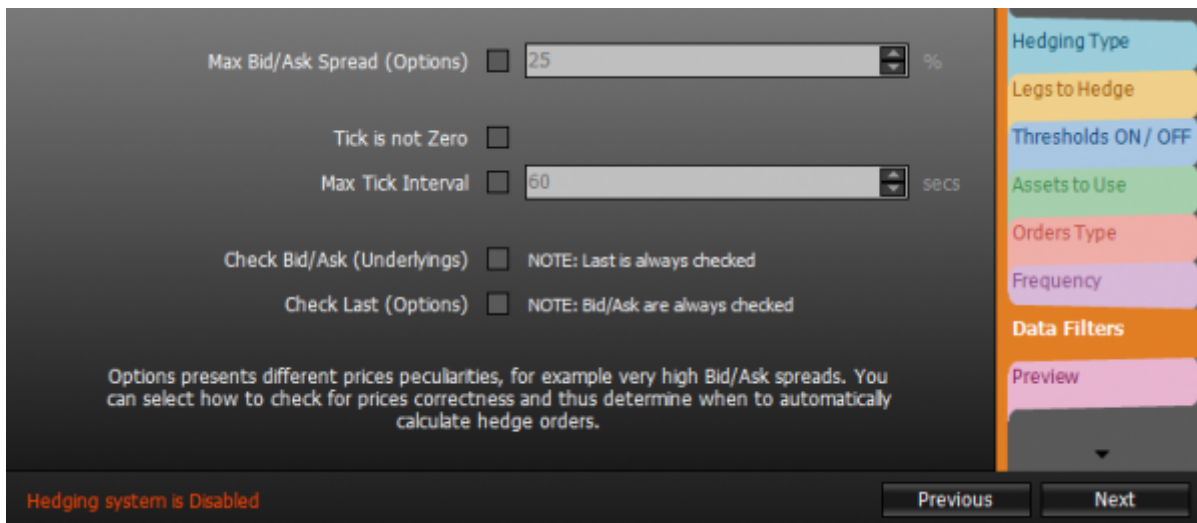 Max Bid/Ask Spread (Options) 25 %
Tick is not Zero
Max Tick Interval 60 secs
Check Bid/Ask (Underlyings) NOTE: Last is always checked
Check Last (Options) NOTE: Bid/Ask are always checked
Options presents different prices peculiarities, for example very high Bid/Ask spreads. You
can select how to check for prices correctness and thus determine when to automatically
calculate hedge orders.
Hedging Type
Legs to Hedge
Thresholds ON / OFF
Assets to Use
Orders Type
Frequency
Data Filters
Preview
Hedging system is Disabled
Previous Next